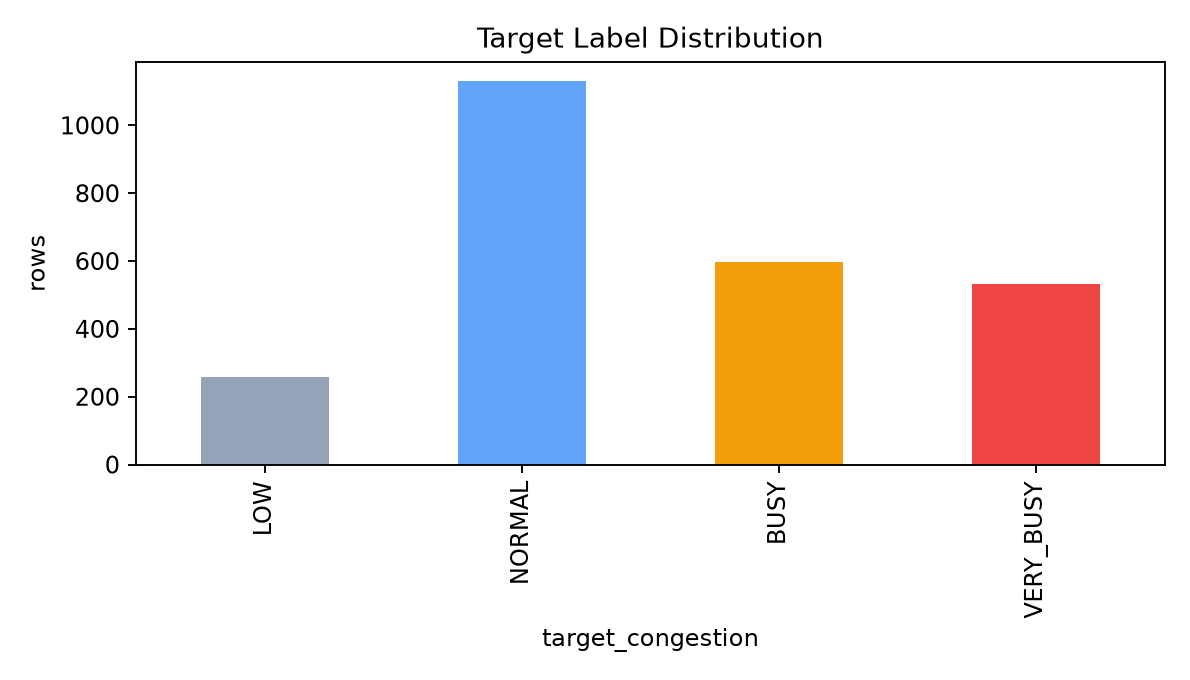 Target Label Distribution
rows
1000
800
600
400
200
0
LOW
NORMAL
BUSY
VERY_BUSY
target_congestion